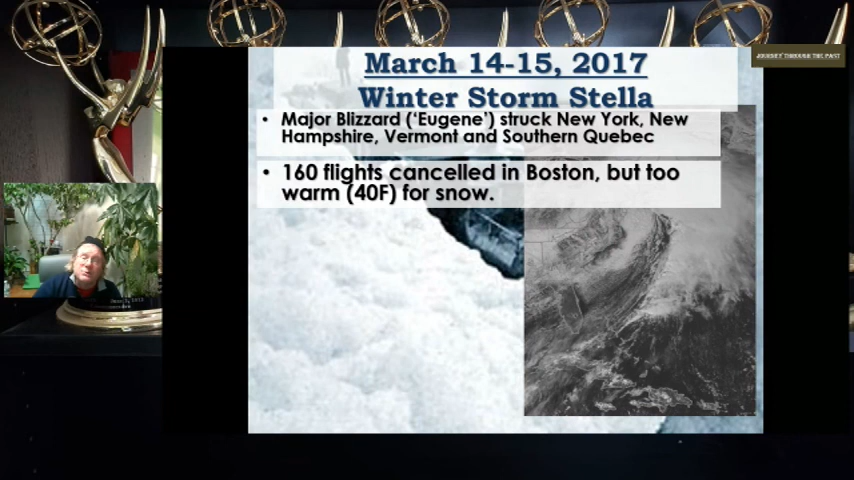 JOURNEY THROUGH THE PAST
March 14-15, 2017
Winter Storm Stella
• Major Blizzard ('Eugene') struck New York, New
Hampshire, Vermont and Southern Quebec
• 160 flights cancelled in Boston, but too
warm (40F) for snow.